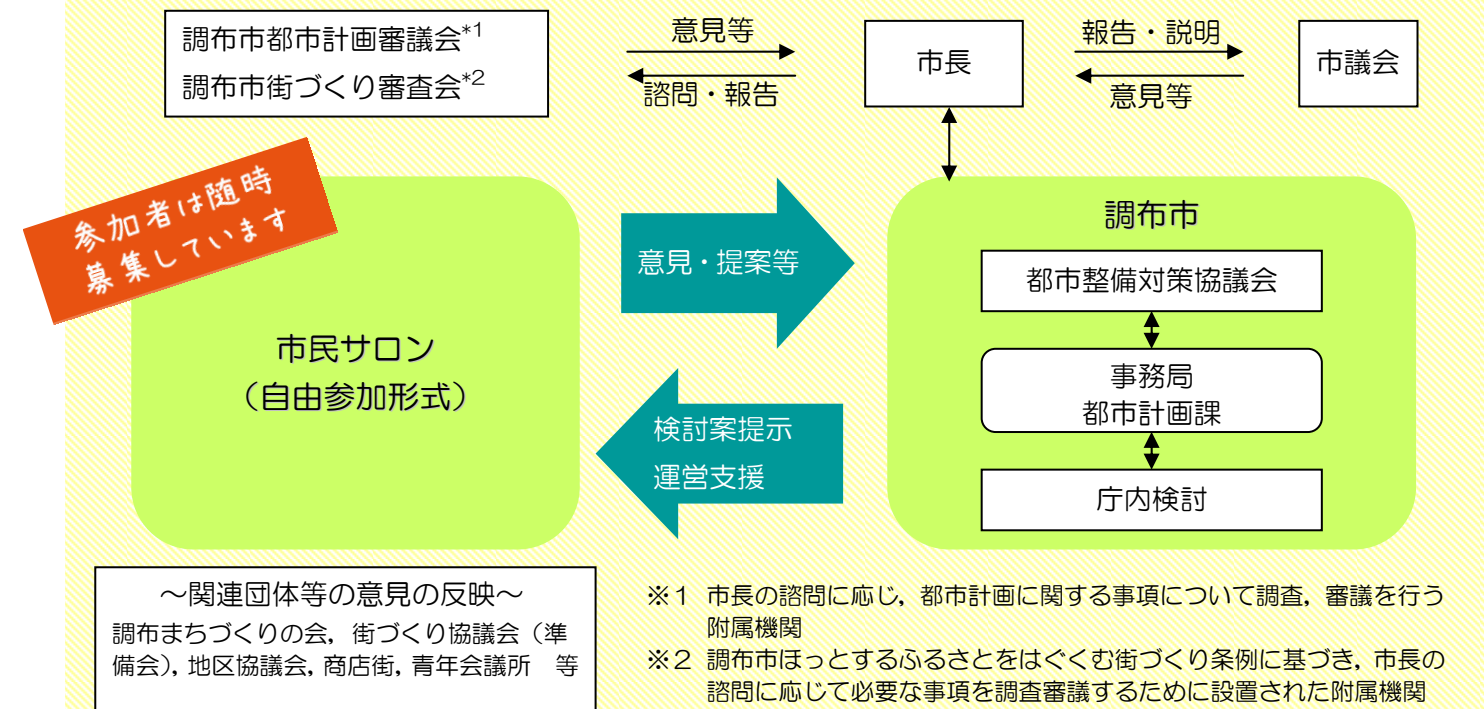 調布市都市計画審議会*1
調布市街づくり審査会*2
意見等
諮問・報告
市長
報告・説明
意見等
市議会
参加者は随時
募集しています
市民サロン
（自由参加形式）
意見・提案等
検討案提示
運営支援
調布市
都市整備対策協議会
事務局
都市計画課
庁内検討
～関連団体等の意見の反映～
調布まちづくりの会，街づくり協議会（準
備会），地区協議会，商店街，青年会議所　等
※１　市長の諮問に応じ，都市計画に関する事項について調査，審議を行う
附属機関
※２　調布市ほっとするふるさとをはぐくむ街づくり条例に基づき，市長の
諮問に応じて必要な事項を調査審議するために設置された附属機関